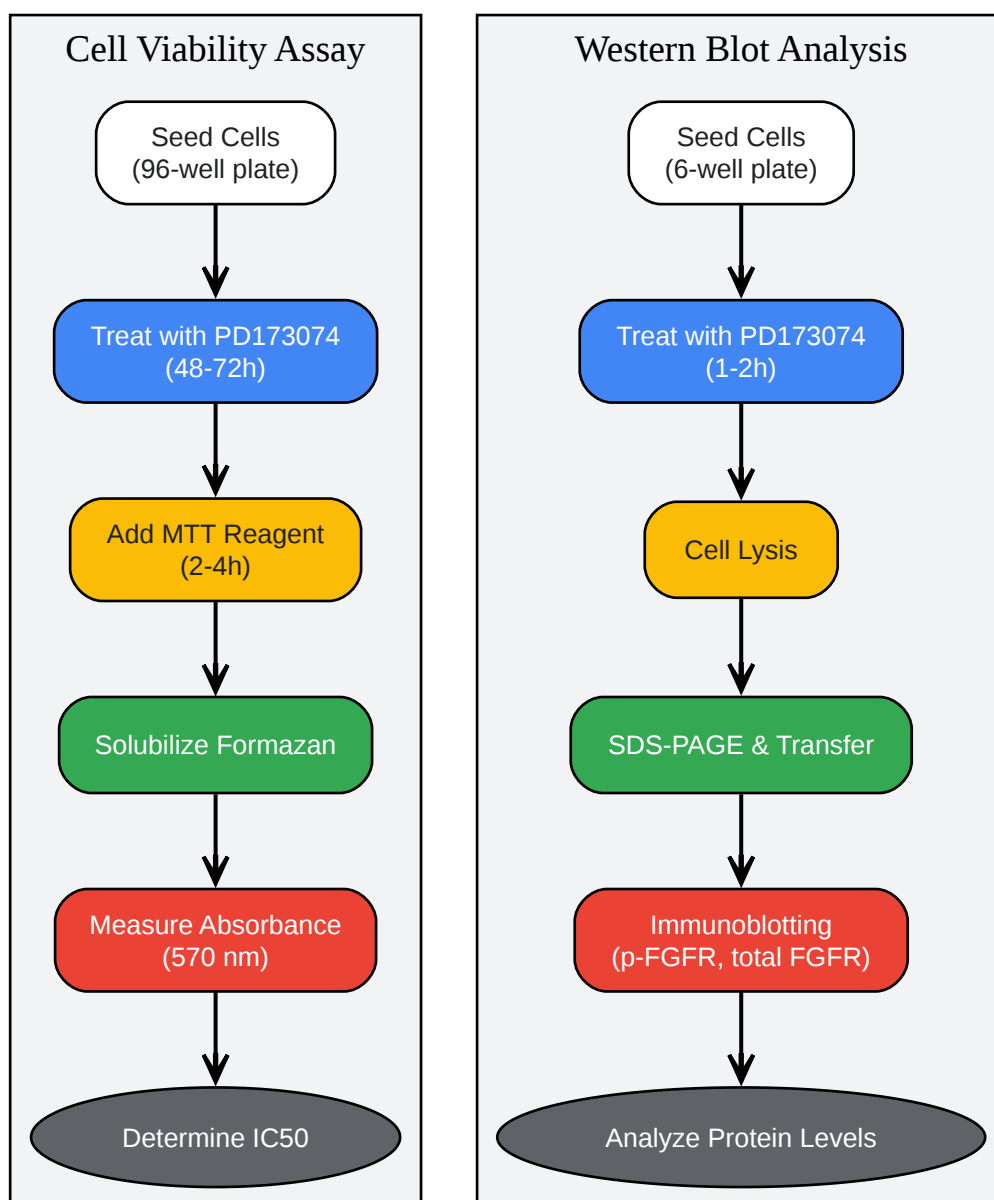 Cell Viability Assay
Seed Cells
(96-well plate)
Treat with PD173074
(48-72h)
Add MTT Reagent
(2-4h)
Solubilize Formazan
Measure Absorbance
(570 nm)
Determine IC50
Western Blot Analysis
Seed Cells
(6-well plate)
Treat with PD173074
(1-2h)
Cell Lysis
SDS-PAGE & Transfer
Immunoblotting
(p-FGFR, total FGFR)
Analyze Protein Levels